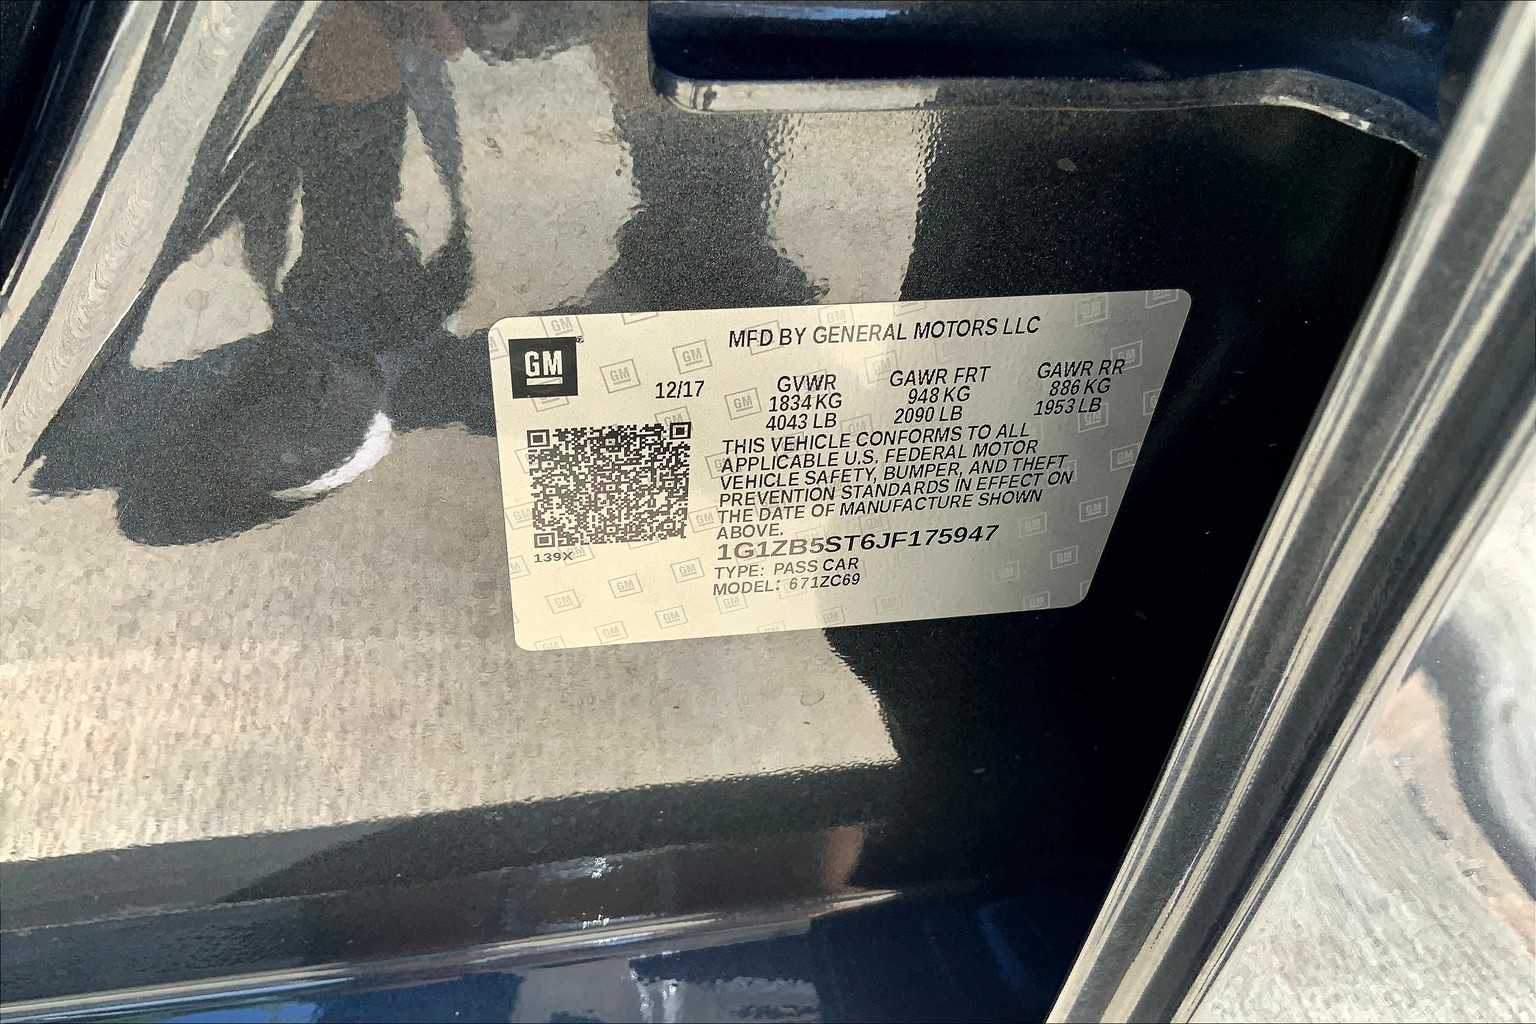 GM
MFD BY GENERAL MOTORS LLC
12/17
GVWR
1834 KG
4043 LB
GAWR FRT
948 KG
2090 LB
GAWR RR
886 KG
1953 LB
THIS VEHICLE CONFORMS TO ALL
APPLICABLE U.S. FEDERAL MOTOR
VEHICLE SAFETY, BUMPER, AND THEFT
PREVENTION STANDARDS IN EFFECT ON
THE DATE OF MANUFACTURE SHOWN
ABOVE.
139X
1G1ZB5ST6JF175947
TYPE: PASS CAR
MODEL: 671ZC69